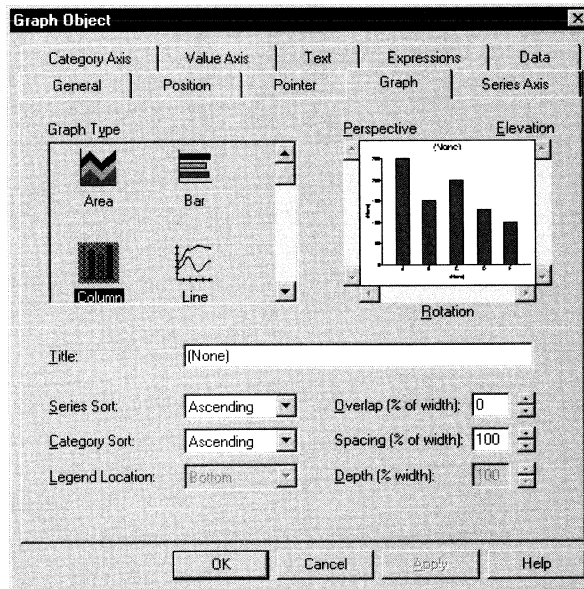 Graph Object
Category Axis Value Axis Text Expressions Data
General Position Pointer Graph Series Axis
Graph Type
Perspective Elevation
Area Bar
Column Line
(None)
Rotation
Title: (None)
Series Sort: Ascending Overlap (% of width): 0
Category Sort: Ascending Spacing (% of width): 100
Legend Location: Bottom Depth (% width): 100
OK Cancel Apply Help